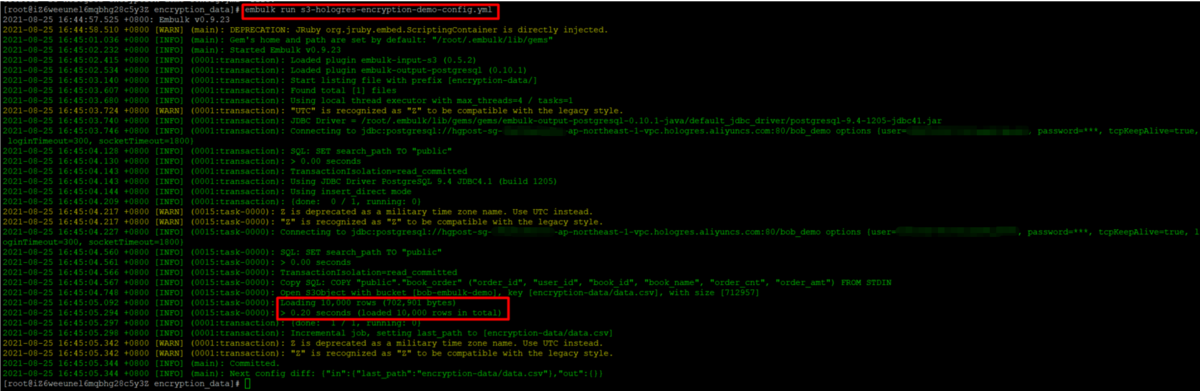 [root@iZ6weeunel6mqbhg28c5y3Z encryption_data]# embulk run s3-hologres-encryption-demo-config.yml
2021-08-25 16:44:57.525 +0800: Embulk v0.9.23
2021-08-25 16:44:58.510 +0800 [WARN] (main): DEPRECATION: JRuby org.jruby.embed.ScriptingContainer is directly injected.
2021-08-25 16:45:01.036 +0800 [INFO] (main): Gem's home and path are set by default: "/root/.embulk/lib/gems"
2021-08-25 16:45:02.232 +0800 [INFO] (main): Started Embulk v0.9.23
2021-08-25 16:45:02.415 +0800 [INFO] (0001:transaction): Loaded plugin embulk-input-s3 (0.5.2)
2021-08-25 16:45:02.534 +0800 [INFO] (0001:transaction): Loaded plugin embulk-output-postgresql (0.10.1)
2021-08-25 16:45:03.140 +0800 [INFO] (0001:transaction): Start listing file with prefix [encryption-data/]
2021-08-25 16:45:03.607 +0800 [INFO] (0001:transaction): Found total [1] files
2021-08-25 16:45:03.680 +0800 [INFO] (0001:transaction): Using local thread executor with max_threads=4 / tasks=1
2021-08-25 16:45:03.724 +0800 [WARN] (0001:transaction): "UTC" is recognized as "Z" to be compatible with the legacy style.
2021-08-25 16:45:03.740 +0800 [INFO] (0001:transaction): JDBC Driver = /root/.embulk/lib/gems/gems/embulk-output-postgresql-0.10.1-java/default_jdbc_driver/postgresql-9.4-1205-jdbc41.jar
2021-08-25 16:45:03.746 +0800 [INFO] (0001:transaction): Connecting to jdbc:postgresql://hgpost-sg- -ap-northeast-1-vpc.hologres.aliyuncs.com:80/bob_demo options {user= , password=***, tcpKeepAlive=true,
loginTimeout=300, socketTimeout=1800}
2021-08-25 16:45:04.128 +0800 [INFO] (0001:transaction): SQL: SET search_path TO "public"
2021-08-25 16:45:04.130 +0800 [INFO] (0001:transaction): > 0.00 seconds
2021-08-25 16:45:04.143 +0800 [INFO] (0001:transaction): TransactionIsolation=read_committed
2021-08-25 16:45:04.143 +0800 [INFO] (0001:transaction): Using JDBC Driver PostgreSQL 9.4 JDBC4.1 (build 1205)
2021-08-25 16:45:04.144 +0800 [INFO] (0001:transaction): Using insert_direct mode
2021-08-25 16:45:04.209 +0800 [INFO] (0001:transaction): {done:  0 / 1, running: 0}
2021-08-25 16:45:04.217 +0800 [WARN] (0015:task-0000): Z is deprecated as a military time zone name. Use UTC instead.
2021-08-25 16:45:04.217 +0800 [WARN] (0015:task-0000): "Z" is recognized as "Z" to be compatible with the legacy style.
2021-08-25 16:45:04.227 +0800 [INFO] (0015:task-0000): Connecting to jdbc:postgresql://hgpost-sg- -ap-northeast-1-vpc.hologres.aliyuncs.com:80/bob_demo options {user= , password=***, tcpKeepAlive=true, l
oginTimeout=300, socketTimeout=1800}
2021-08-25 16:45:04.560 +0800 [INFO] (0015:task-0000): SQL: SET search_path TO "public"
2021-08-25 16:45:04.561 +0800 [INFO] (0015:task-0000): > 0.00 seconds
2021-08-25 16:45:04.566 +0800 [INFO] (0015:task-0000): TransactionIsolation=read_committed
2021-08-25 16:45:04.567 +0800 [INFO] (0015:task-0000): Copy SQL: COPY "public"."book_order" ("order_id", "user_id", "book_id", "book_name", "order_cnt", "order_amt") FROM STDIN
2021-08-25 16:45:04.748 +0800 [INFO] (0015:task-0000): Open S3Object with bucket [bob-embulk-demo], key [encryption-data/data.csv], with size [712957]
2021-08-25 16:45:05.092 +0800 [INFO] (0015:task-0000): Loading 10,000 rows (702,901 bytes)
2021-08-25 16:45:05.294 +0800 [INFO] (0015:task-0000): > 0.20 seconds (loaded 10,000 rows in total)
2021-08-25 16:45:05.297 +0800 [INFO] (0001:transaction): {done:  1 / 1, running: 0}
2021-08-25 16:45:05.298 +0800 [INFO] (0001:transaction): Incremental job, setting last_path to [encryption-data/data.csv]
2021-08-25 16:45:05.342 +0800 [WARN] (0001:transaction): Z is deprecated as a military time zone name. Use UTC instead.
2021-08-25 16:45:05.342 +0800 [WARN] (0001:transaction): "Z" is recognized as "Z" to be compatible with the legacy style.
2021-08-25 16:45:05.344 +0800 [INFO] (main): Committed.
2021-08-25 16:45:05.344 +0800 [INFO] (main): Next config diff: {"in":{"last_path":"encryption-data/data.csv"},"out":{}}
[root@iZ6weeunel6mqbhg28c5y3Z encryption_data]#